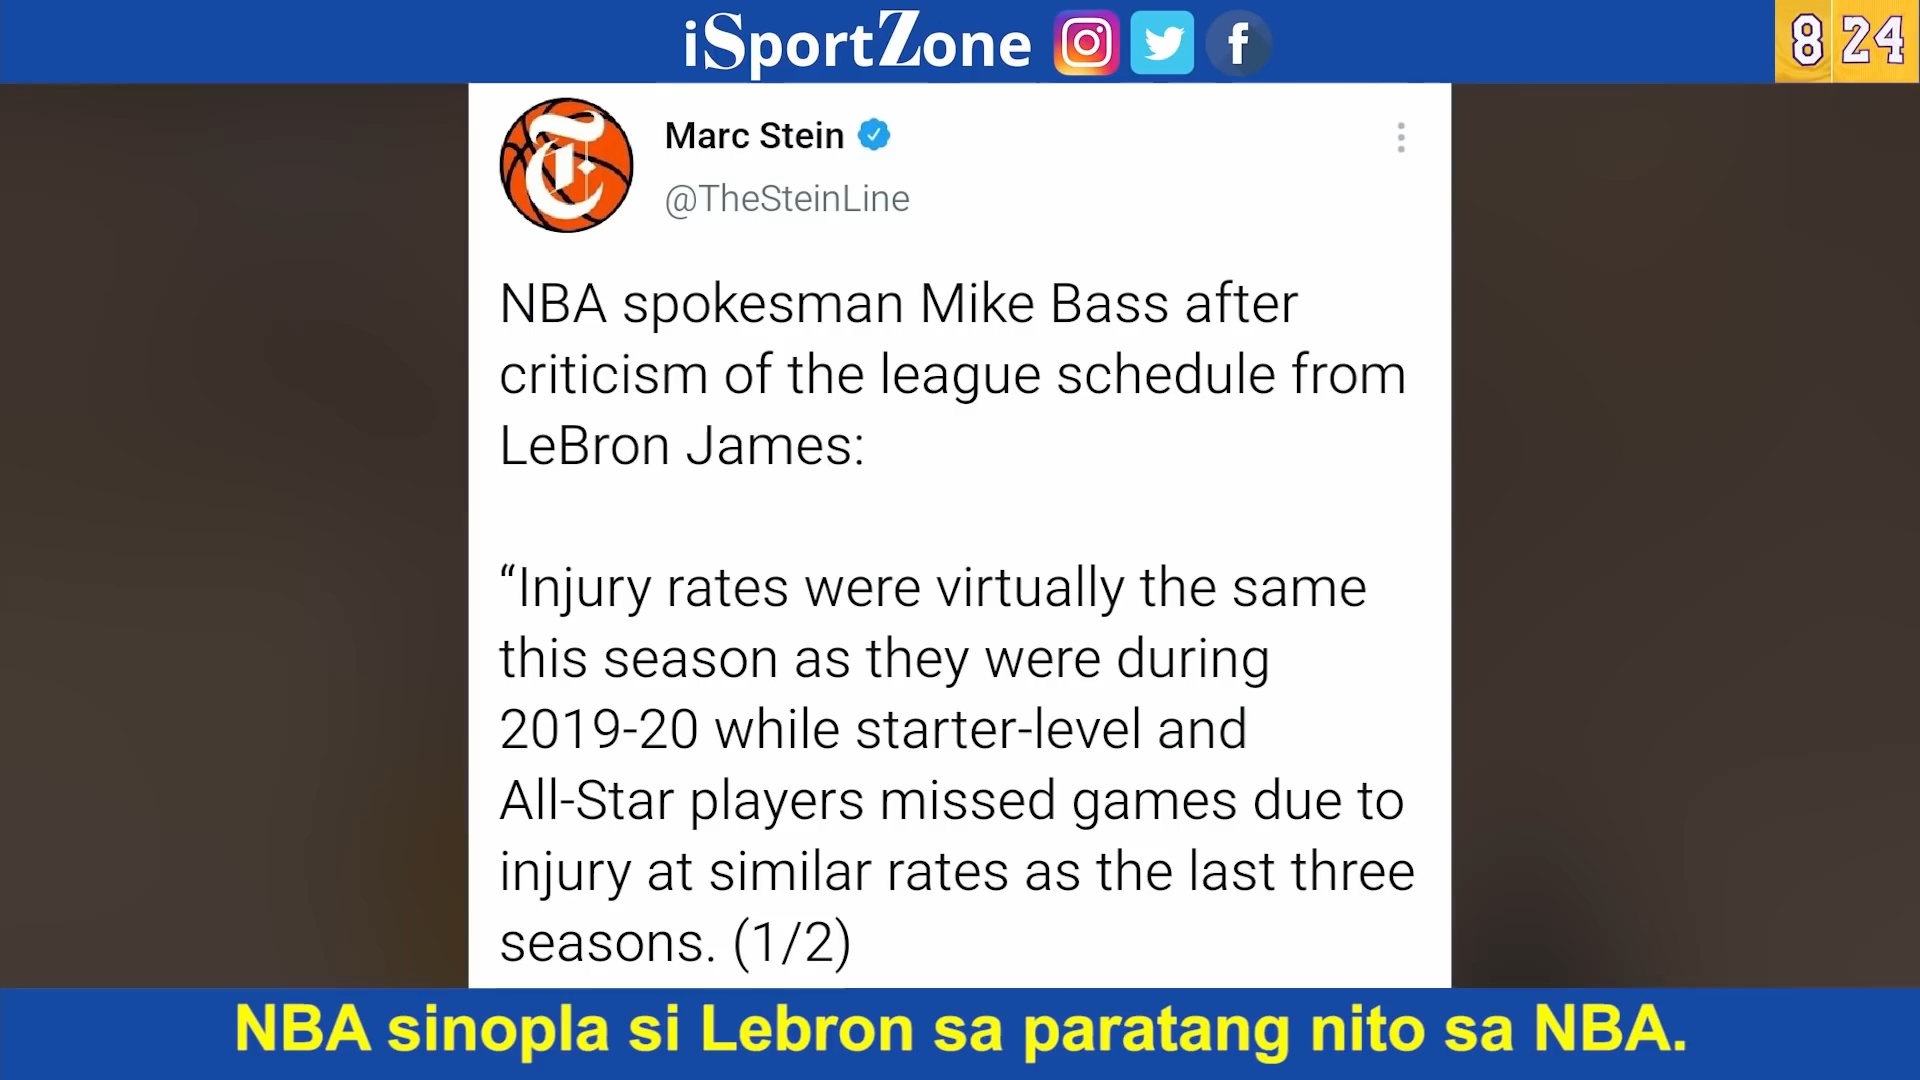 iSportZone
8 24
Marc Stein
@TheSteinLine
NBA spokesman Mike Bass after
criticism of the league schedule from
LeBron James:
“Injury rates were virtually the same
this season as they were during
2019-20 while starter-level and
All-Star players missed games due to
injury at similar rates as the last three
seasons. (1/2)
NBA sinopla si Lebron sa paratang nito sa NBA.